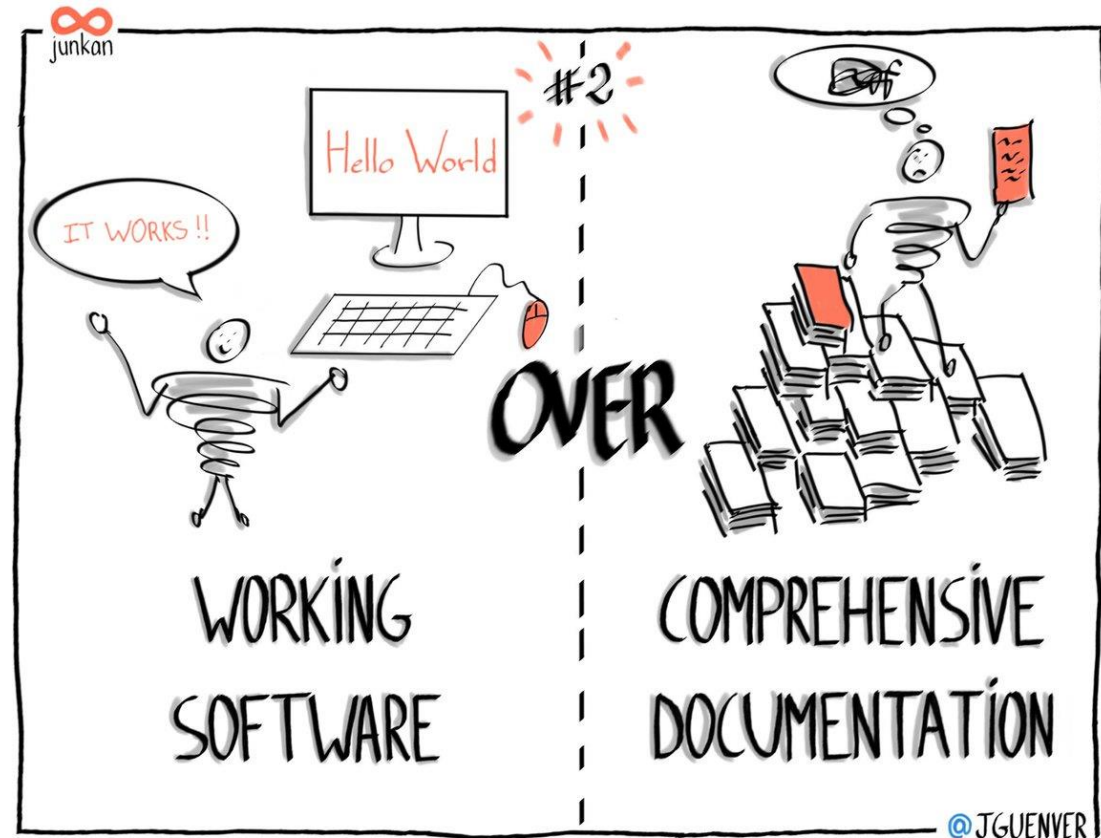 junkan
#2
Hello World
IT WORKS!!
OVER
WORKING
SOFTWARE
COMPREHENSIVE
DOCUMENTATION
@JGUENVER